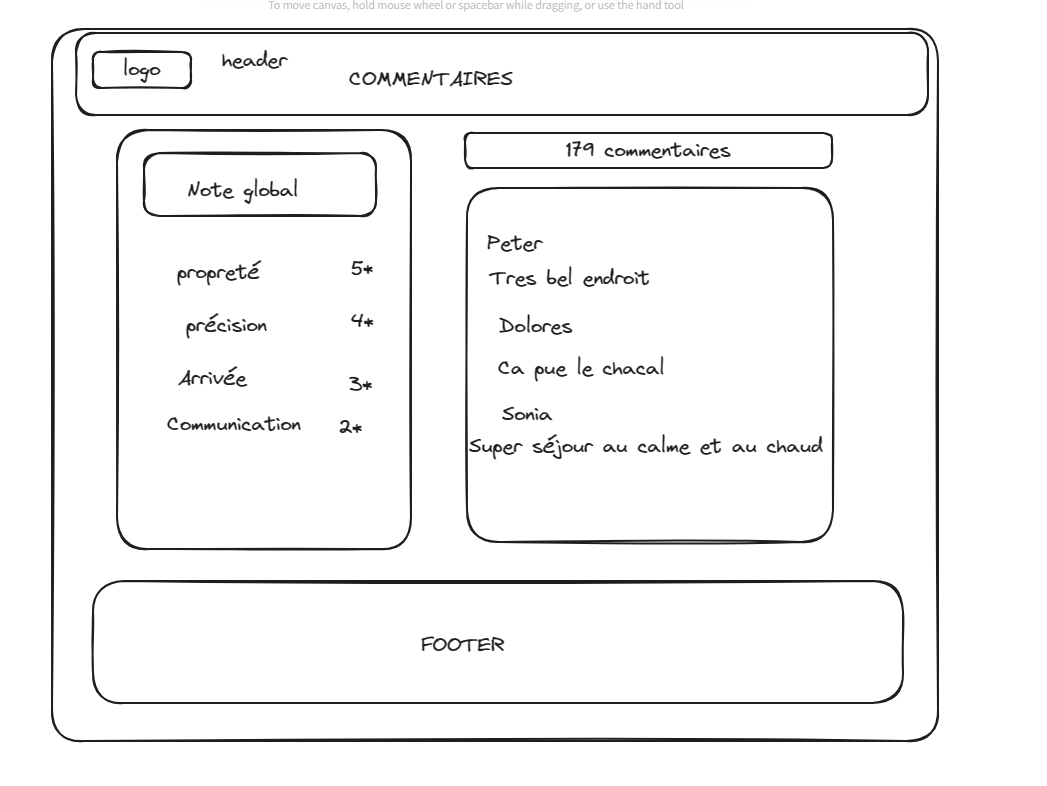 To move canvas, hold mouse wheel or spacebar while dragging, or use the hand tool
logo
header
COMMENTAIRES
Note global
propreté 5*
précision 4*
Arrivée 3*
Communication 2*
179 commentaires
Peter
Tres bel endroit
Dolores
Ca pue le chacal
Sonia
Super séjour au calme et au chaud
FOOTER